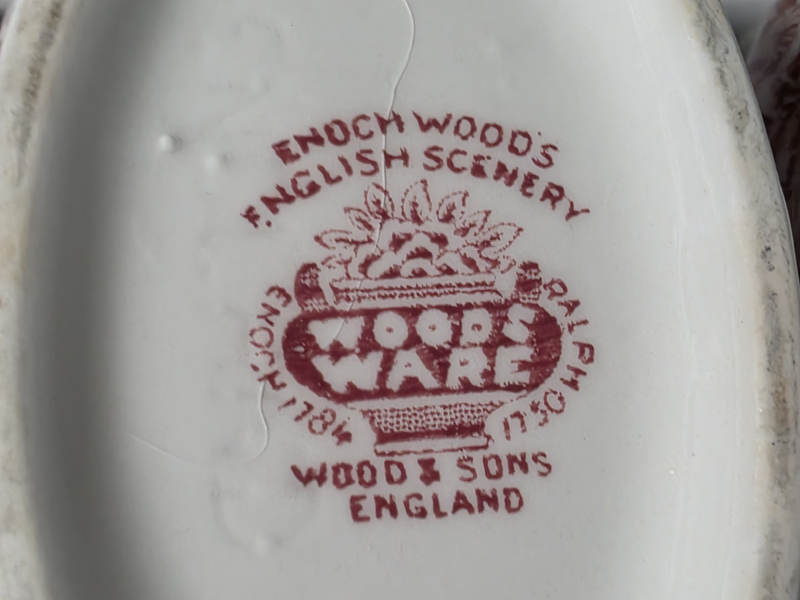 ENOCH WOOD'S
ENGLISH SCENERY
ENOCH 1784
RALPH 1750
WOODS
WARE
WOOD & SONS
ENGLAND